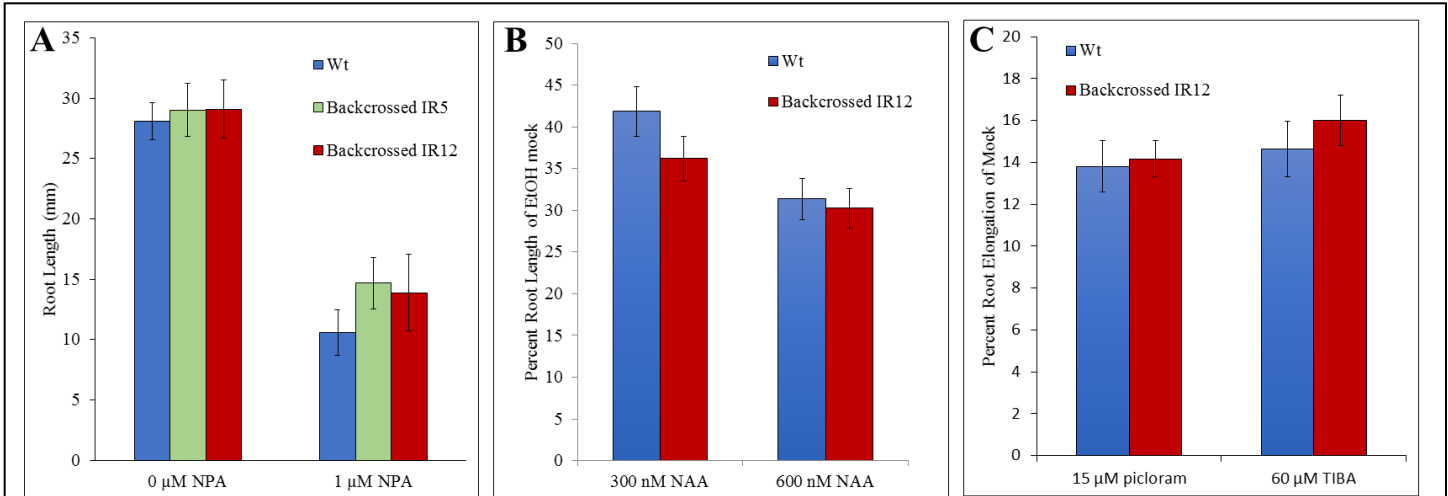 A
35
30
25
20
15
10
5
0
Root Length (mm)
Wt
Backcrossed IR5
Backcrossed IR12
0 μM NPA
1 μM NPA
B
50
45
40
35
30
25
20
15
10
5
0
Percent Root Length of EtOH mock
Wt
Backcrossed IR12
300 nM NAA
600 nM NAA
C
20
18
16
14
12
10
8
6
4
2
0
Percent Root Elongation of Mock
Wt
Backcrossed IR12
15 μM picloram
60 μM TIBA